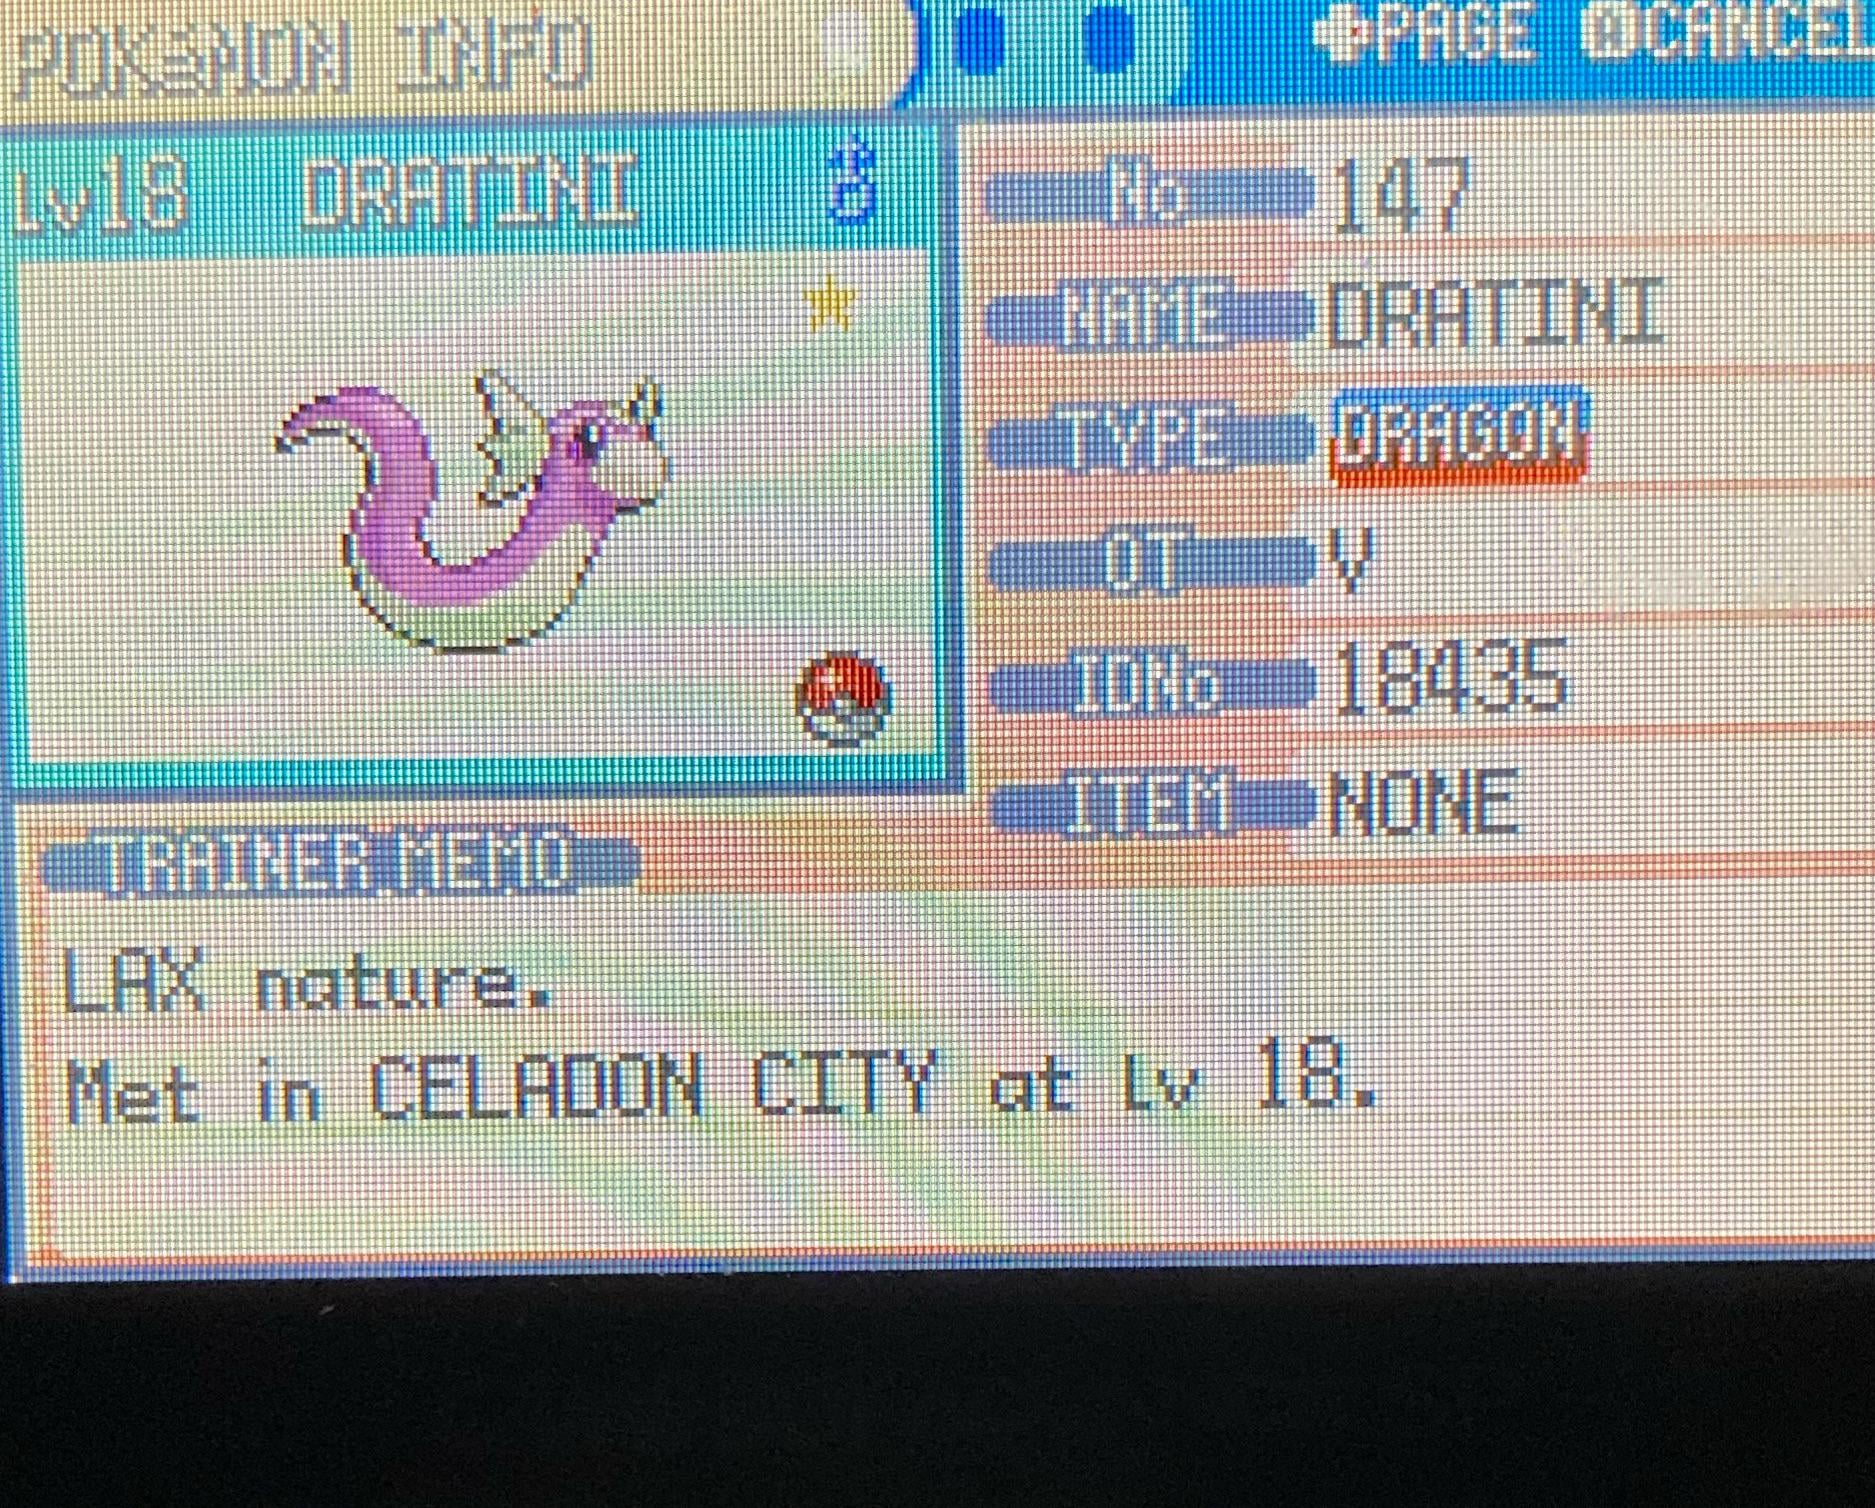 POKéMON INFO
PAGE ACANCEL
Lv18 DRATINI ♂
No 147
NAME DRATINI
TYPE DRAGON
OT V
IDNo 18435
ITEM NONE
TRAINER MEMO
LAX nature.
Met in CELADON CITY at Lv 18.